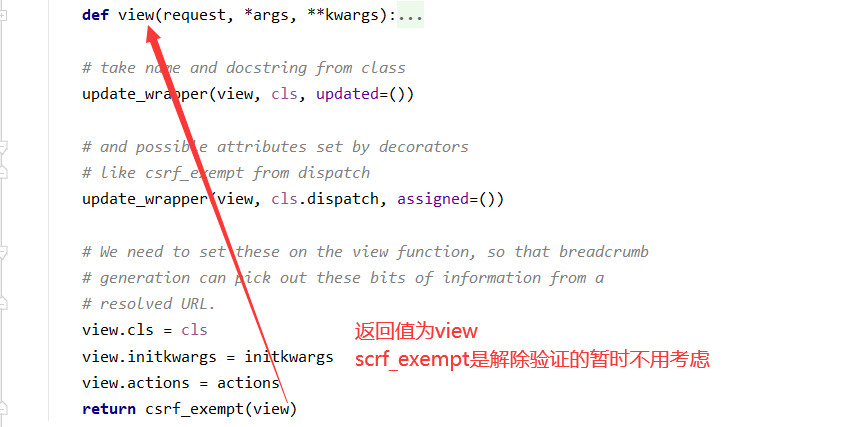 def view(request, *args, **kwargs):...
# take name and docstring from class
update_wrapper(view, cls, updated=())
# and possible attributes set by decorators
# like csrf_exempt from dispatch
update_wrapper(view, cls.dispatch, assigned=())
# We need to set these on the view function, so that breadcrumb
# generation can pick out these bits of information from a
# resolved URL.
view.cls = cls
返回值为view
view.initkwargs = initkwargs
scrf_exempt是解除验证的暂时不用考虑
view.actions = actions
return csrf_exempt(view)